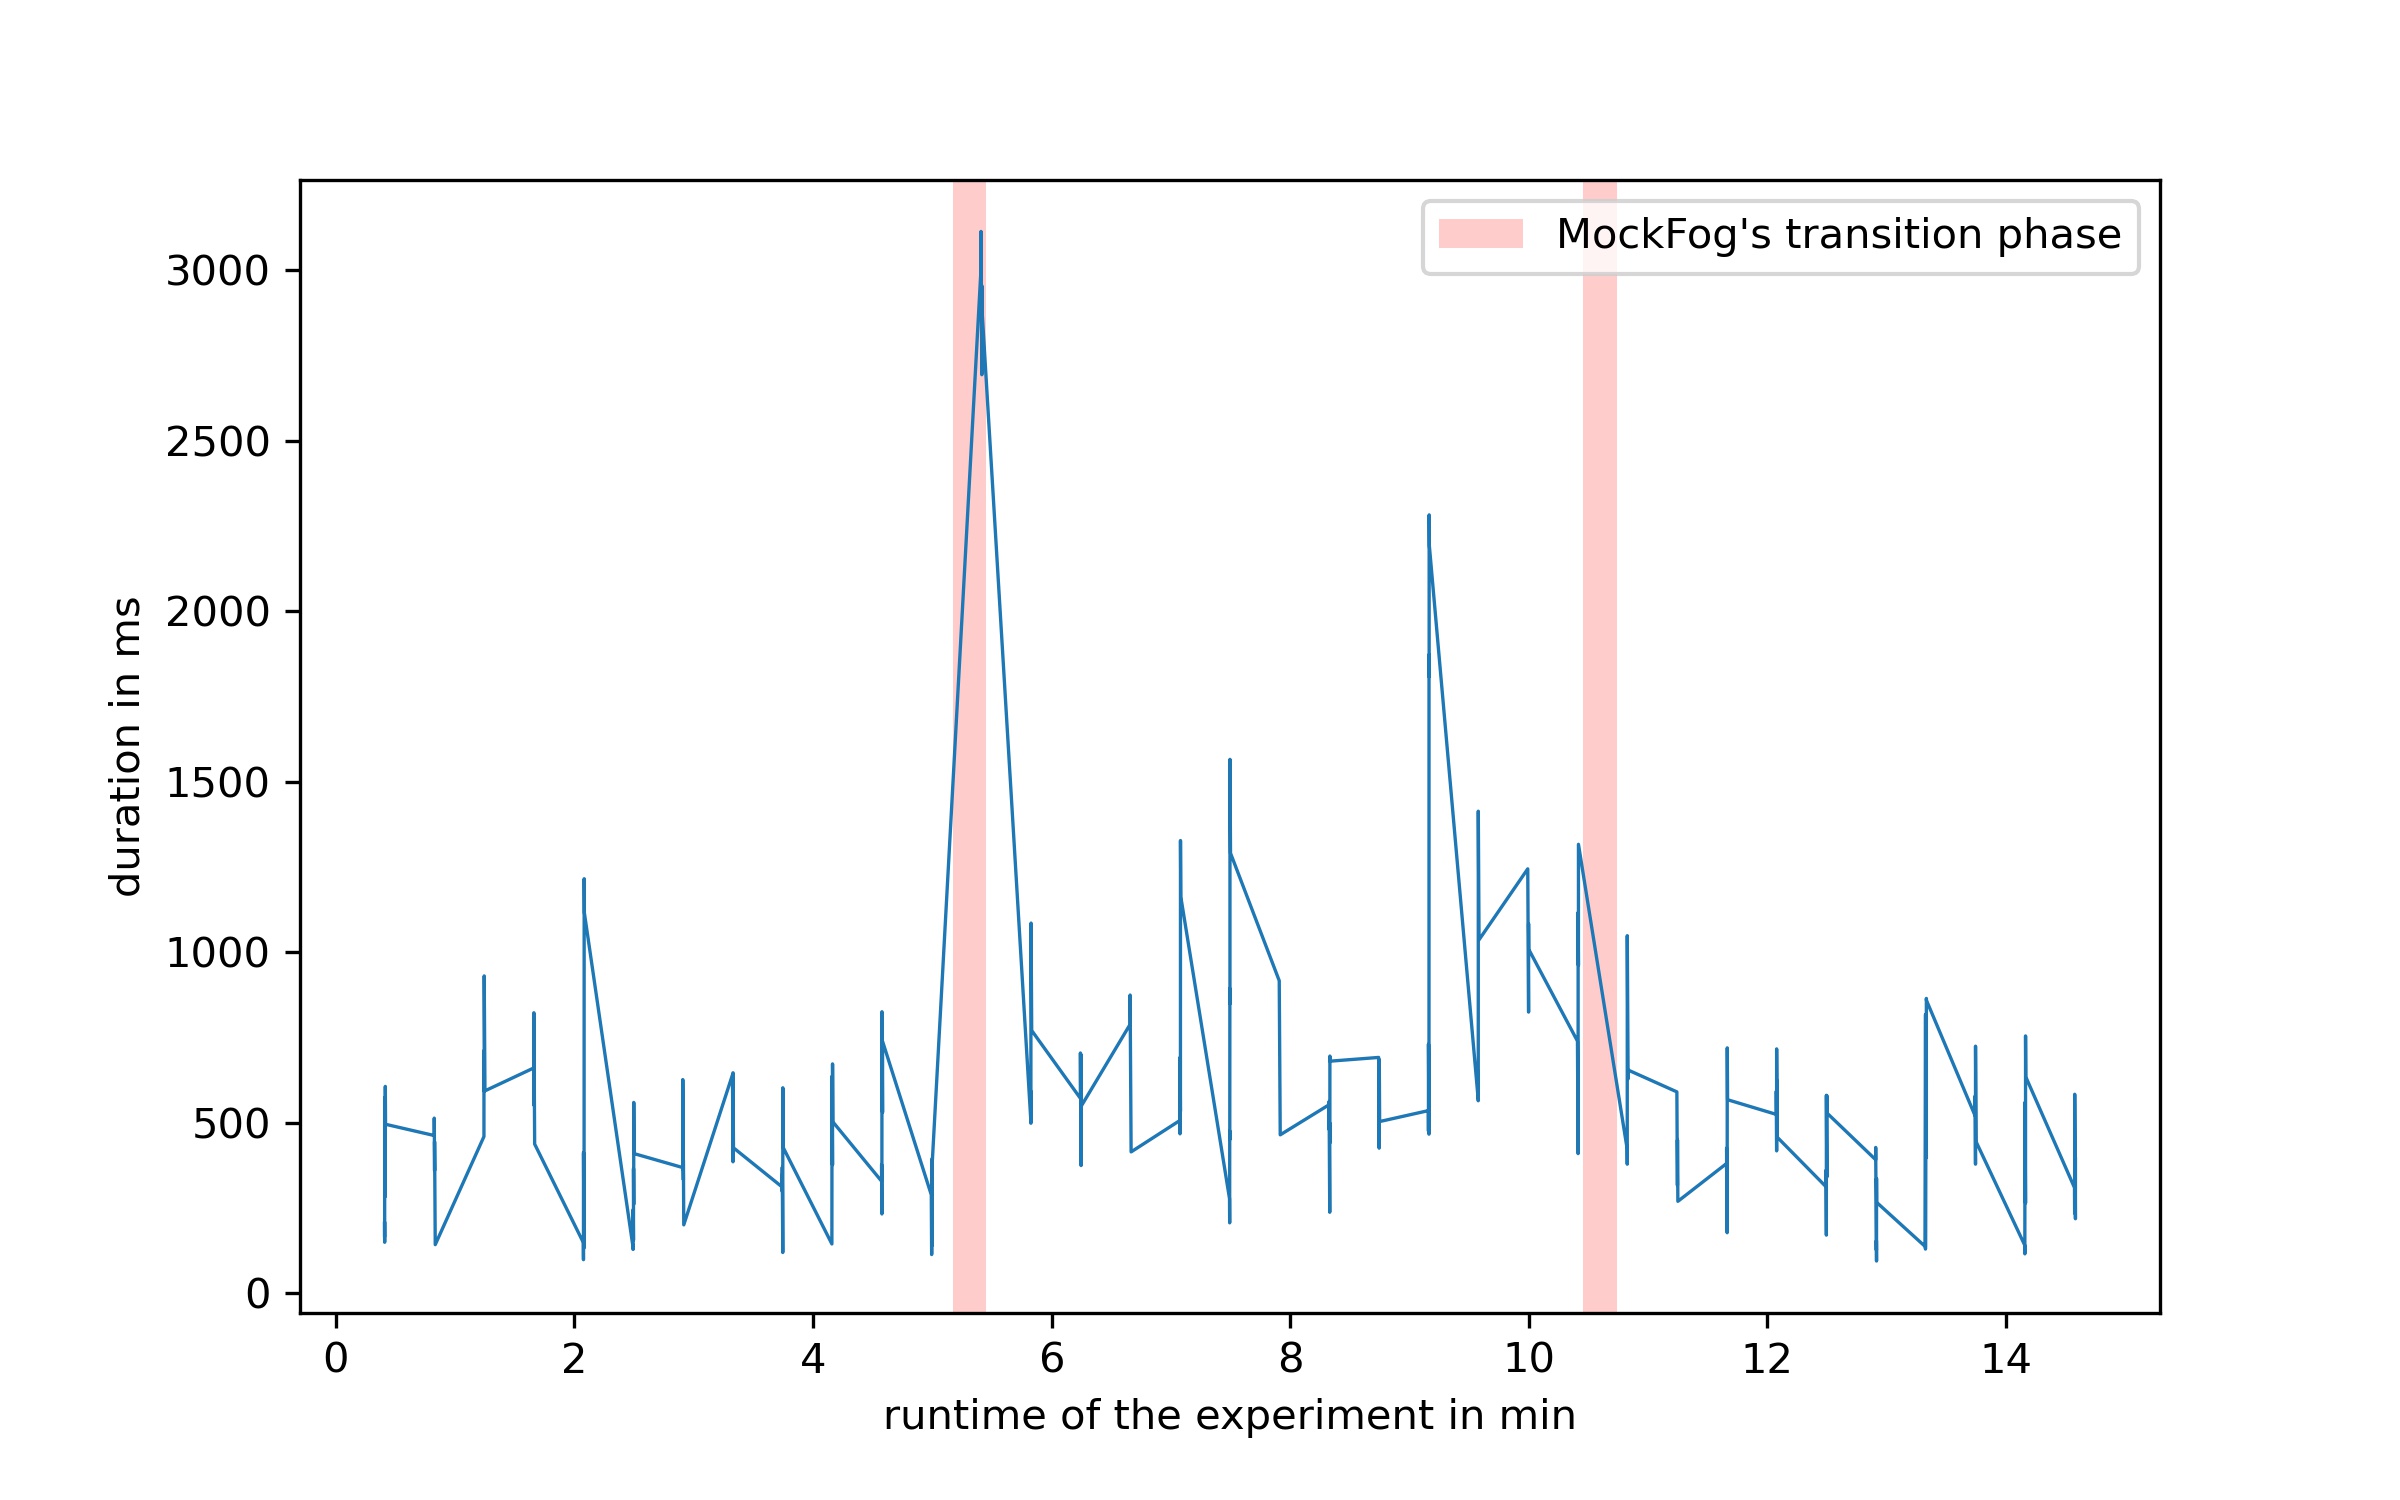 MockFog's transition phase
3000
2500
2000
1500
1000
500
0
duration in ms
0 2 4 6 8 10 12 14
runtime of the experiment in min